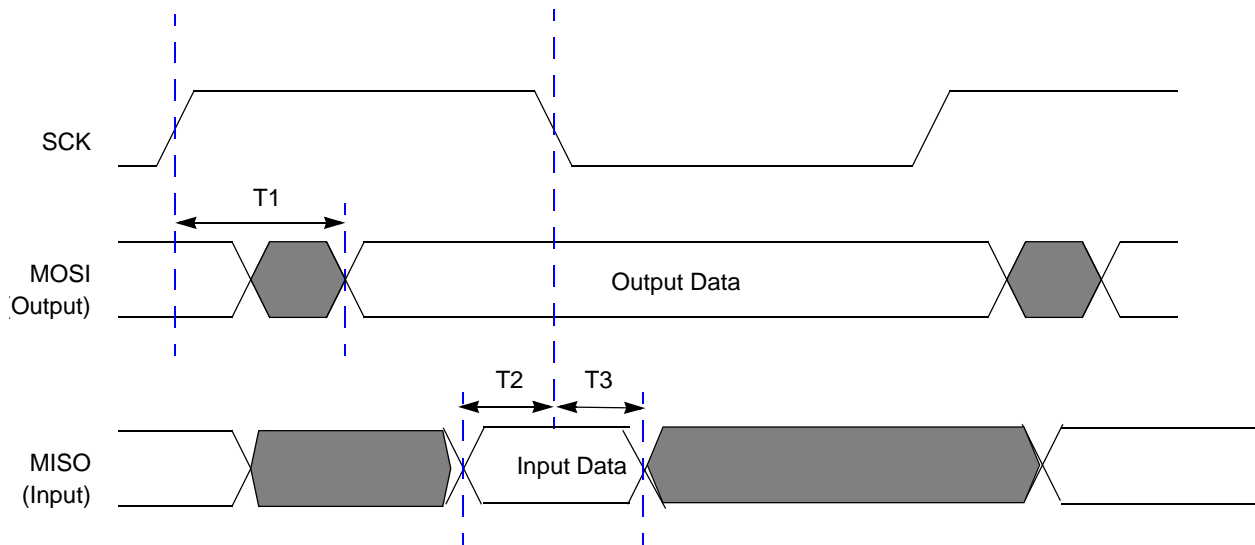 SCK
T1
MOSI
(Output)
Output Data
T2
T3
MISO
(Input)
Input Data